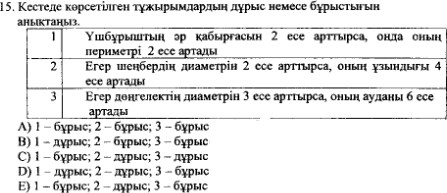 15. Кестеде көрсетілген тұжырымдардың дұрыс немесе бұрыстығын
анықтаңыз.
1 Үшбұрыштың әр қабырғасын 2 есе арттырса, онда оның
периметрі 2 есе артады
2 Егер шеңбердің диаметрін 2 есе арттырса, оның ұзындығы 4
есе артады
3 Егер дөңгелектің диаметрін 3 есе арттырса, оның ауданы 6 есе
артады
A) 1 – бұрыс; 2 – бұрыс; 3 – бұрыс
B) 1 – дұрыс; 2 – бұрыс; 3 – бұрыс
C) 1 – бұрыс; 2 – дұрыс; 3 – дұрыс
D) 1 – дұрыс; 2 – бұрыс; 3 – дұрыс
E) 1 – бұрыс; 2 – дұрыс; 3 – бұрыс